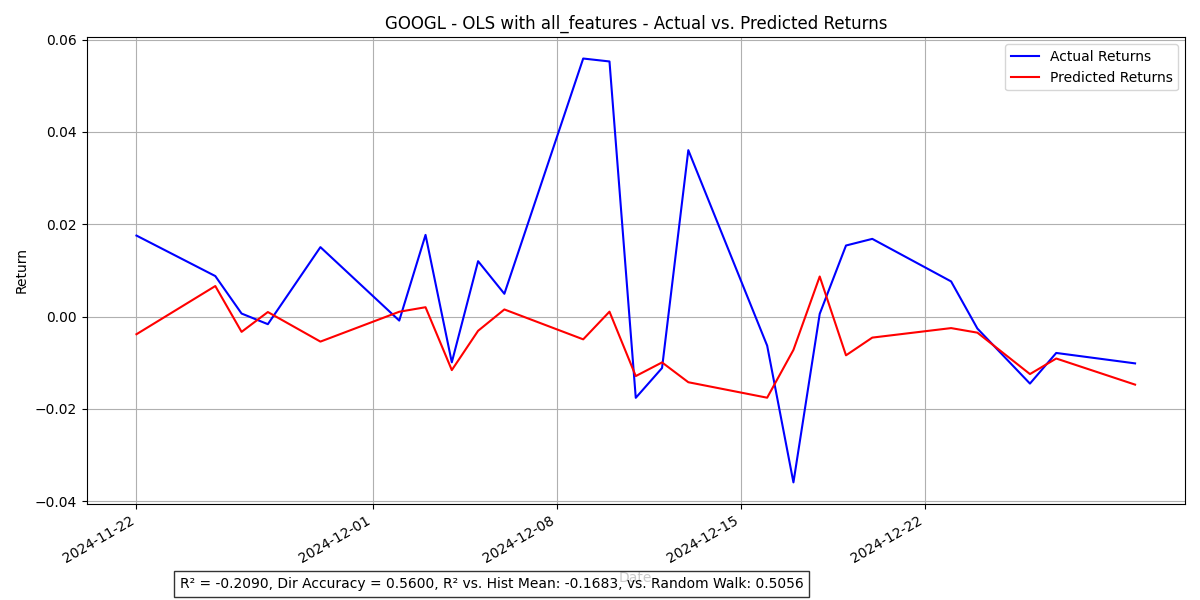 GOOGL - OLS with all_features - Actual vs. Predicted Returns
0.06
0.04
0.02
0.00
−0.02
−0.04
Return
Actual Returns
Predicted Returns
2024-11-22
2024-12-01
2024-12-08
2024-12-15
2024-12-22
Date
R² = -0.2090, Dir Accuracy = 0.5600, R² vs. Hist Mean: -0.1683, vs. Random Walk: 0.5056